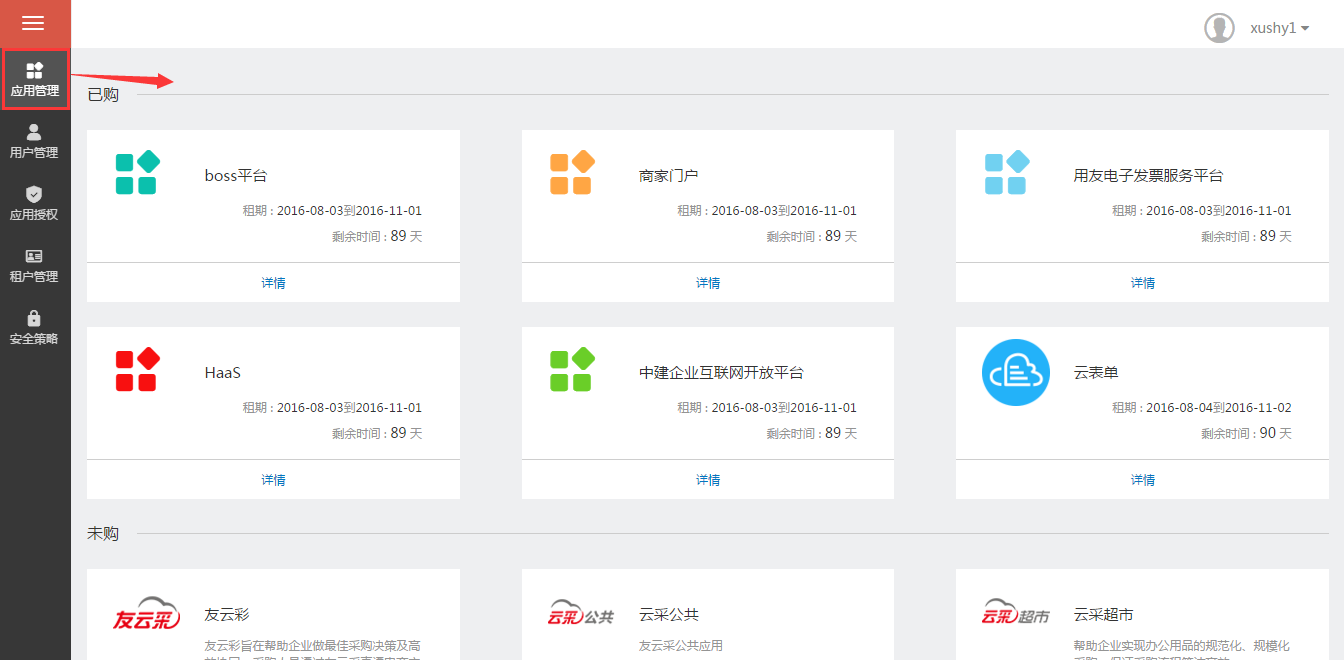 xushy1
应用管理
用户管理
应用授权
租户管理
安全策略
已购
boss平台
租期 : 2016-08-03到2016-11-01
剩余时间 : 89 天
详情
商家门户
租期 : 2016-08-03到2016-11-01
剩余时间 : 89 天
详情
用友电子发票服务平台
租期 : 2016-08-03到2016-11-01
剩余时间 : 89 天
详情
HaaS
租期 : 2016-08-03到2016-11-01
剩余时间 : 89 天
详情
中建企业互联网开放平台
租期 : 2016-08-03到2016-11-01
剩余时间 : 89 天
详情
云表单
租期 : 2016-08-04到2016-11-02
剩余时间 : 90 天
详情
未购
友云采
友云彩
友云彩旨在帮助企业做最佳采购决策及高
云采公共
云采公共
友云采公共应用
云采超市
云采超市
帮助企业实现办公用品的规范化、规模化